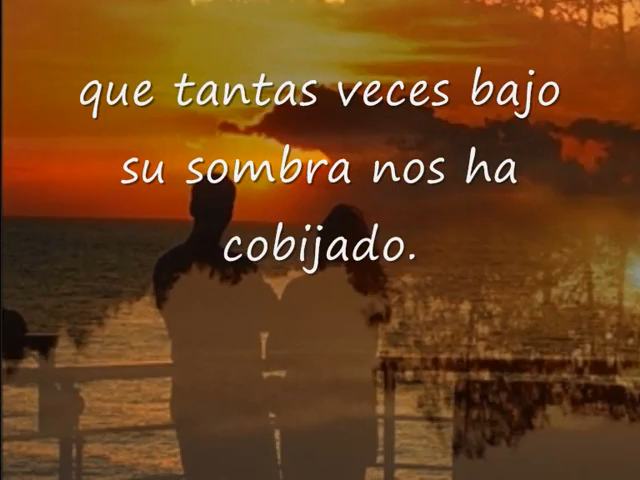 que tantas veces bajo
su sombra nos ha
cobijado.